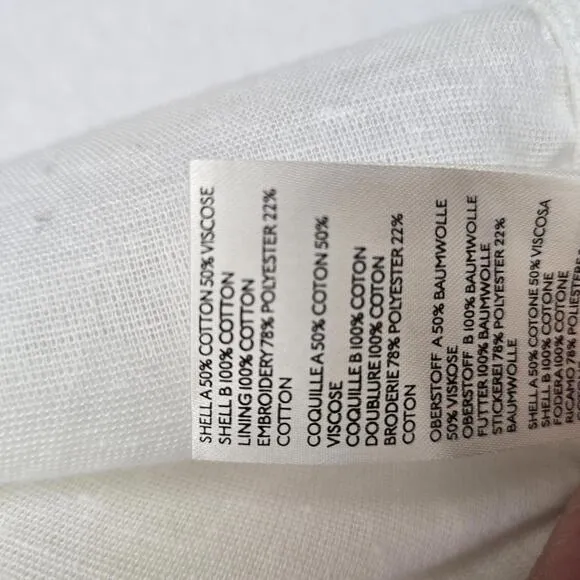 SHELL A 50% COTTON 50% VISCOSE
SHELL B 100% COTTON
LINING 100% COTTON
EMBROIDERY 78% POLYESTER 22%
COTTON
COQUILLE A 50% COTON 50%
VISCOSE
COQUILLE B 100% COTON
DOUBLURE 100% COTON
BRODERIE 78% POLYESTER 22%
COTON
OBERSTOFF A 50% BAUMWOLLE
50% VISKOSE
OBERSTOFF B 100% BAUMWOLLE
FUTTER 100% BAUMWOLLE
STICKEREI 78% POLYESTER 22%
BAUMWOLLE
SHELL A 50% COTONE 50% VISCOSA
SHELL B 100% COTONE
FODERA 100% COTONE
RICAMO 78% POLIESTERE